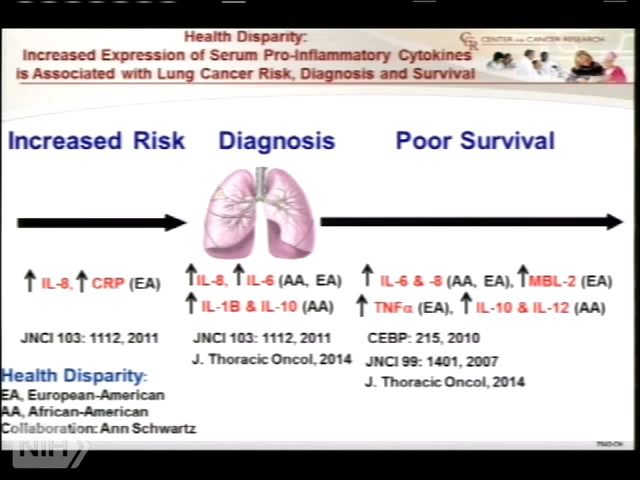 Health Disparity:
Increased Expression of Serum Pro-Inflammatory Cytokines
is Associated with Lung Cancer Risk, Diagnosis and Survival
CCR CENTER FOR CANCER RESEARCH
Increased Risk
Diagnosis
Poor Survival
↑ IL-8, ↑ CRP (EA)
↑IL-8, ↑IL-6 (AA, EA)
↑ IL-1B & IL-10 (AA)
↑ IL-6 & -8 (AA, EA), ↑MBL-2 (EA)
↑ TNFα (EA), ↑ IL-10 & IL-12 (AA)
JNCI 103: 1112, 2011
JNCI 103: 1112, 2011
J. Thoracic Oncol, 2014
CEBP: 215, 2010
JNCI 99: 1401, 2007
J. Thoracic Oncol, 2014
Health Disparity:
EA, European-American
AA, African-American
Collaboration: Ann Schwartz
NIH